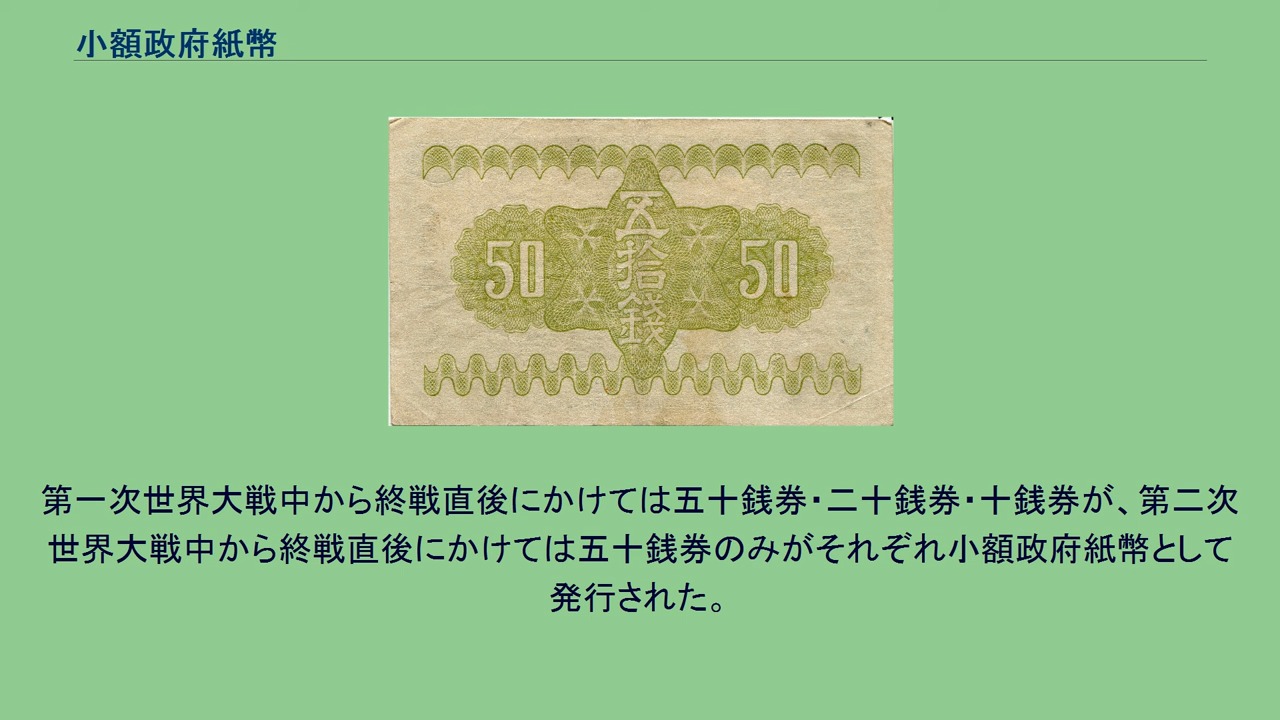 小額政府紙幣
50
五拾錢
50
第一次世界大戦中から終戦直後にかけては五十銭券・二十銭券・十銭券が、第二次
世界大戦中から終戦直後にかけては五十銭券のみがそれぞれ小額政府紙幣として
発行された。